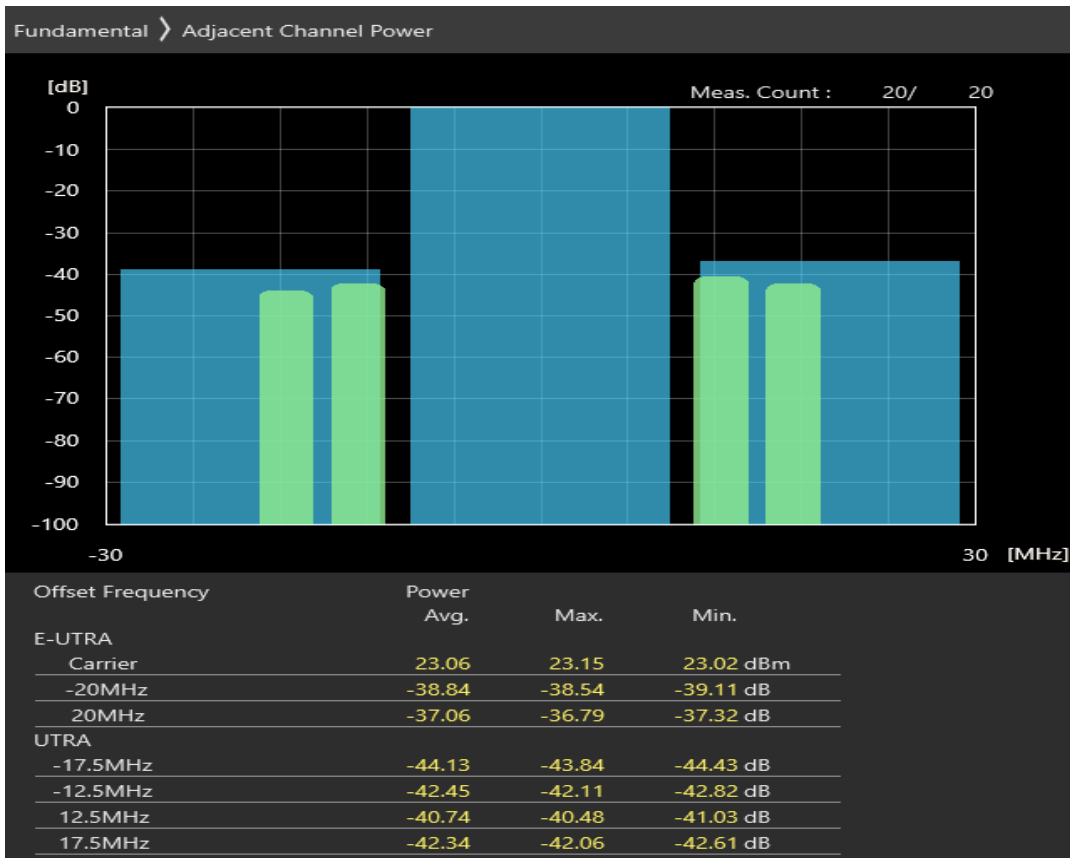 Fundamental 〉 Adjacent Channel Power
[dB]
Meas. Count : 20/ 20
0
-10
-20
-30
-40
-50
-60
-70
-80
-90
-100
-30 30 [MHz]
Offset Frequency Power
Avg. Max. Min.
E-UTRA
Carrier 23.06 23.15 23.02 dBm
-20MHz -38.84 -38.54 -39.11 dB
20MHz -37.06 -36.79 -37.32 dB
UTRA
-17.5MHz -44.13 -43.84 -44.43 dB
-12.5MHz -42.45 -42.11 -42.82 dB
12.5MHz -40.74 -40.48 -41.03 dB
17.5MHz -42.34 -42.06 -42.61 dB